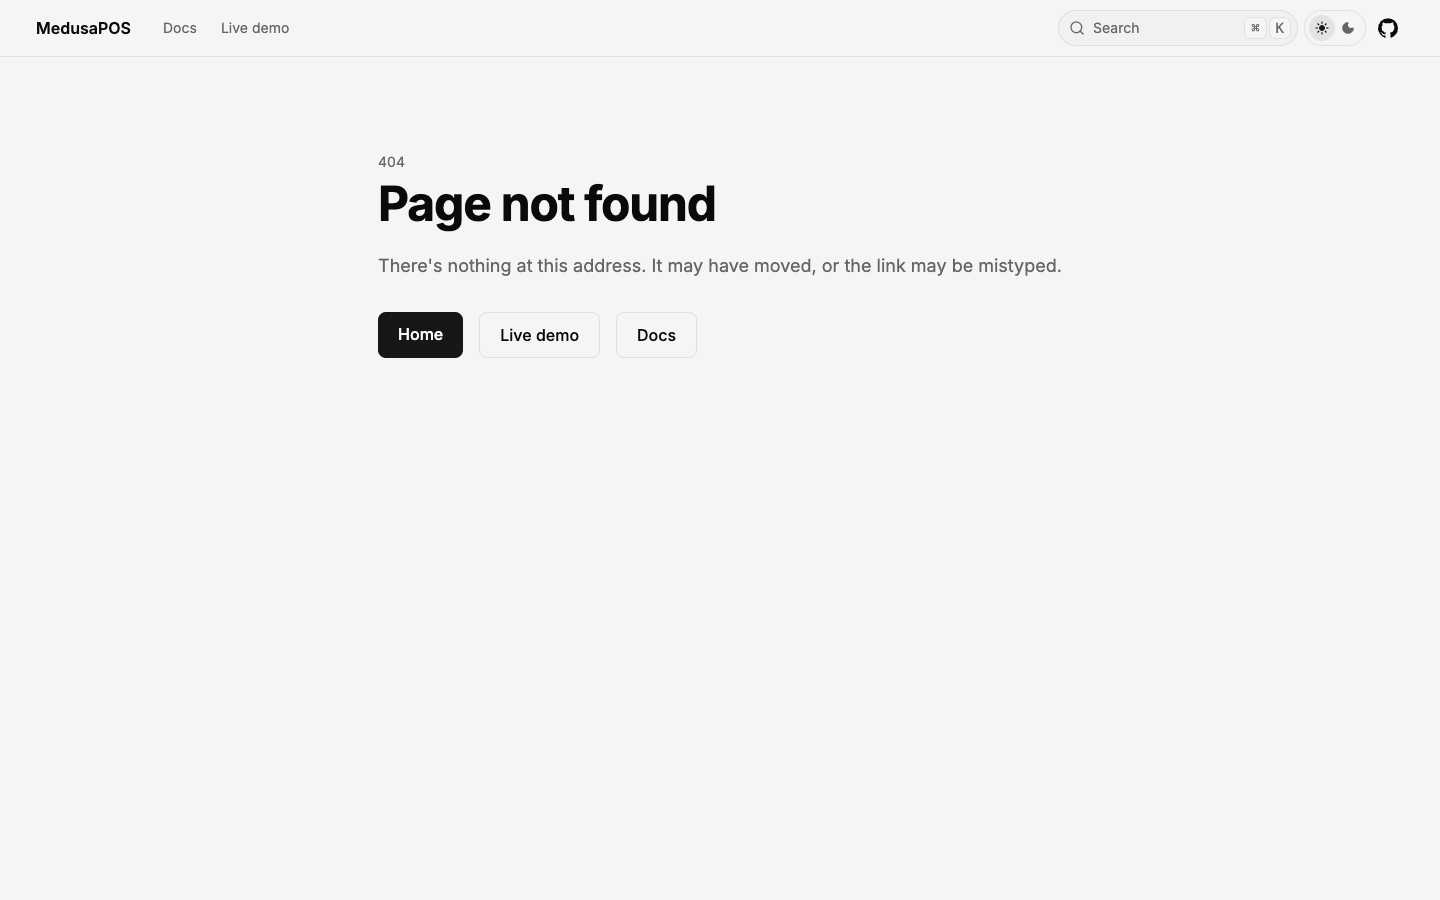 MedusaPOS Docs Live demo Search ⌘ K
404
Page not found
There's nothing at this address. It may have moved, or the link may be mistyped.
Home Live demo Docs